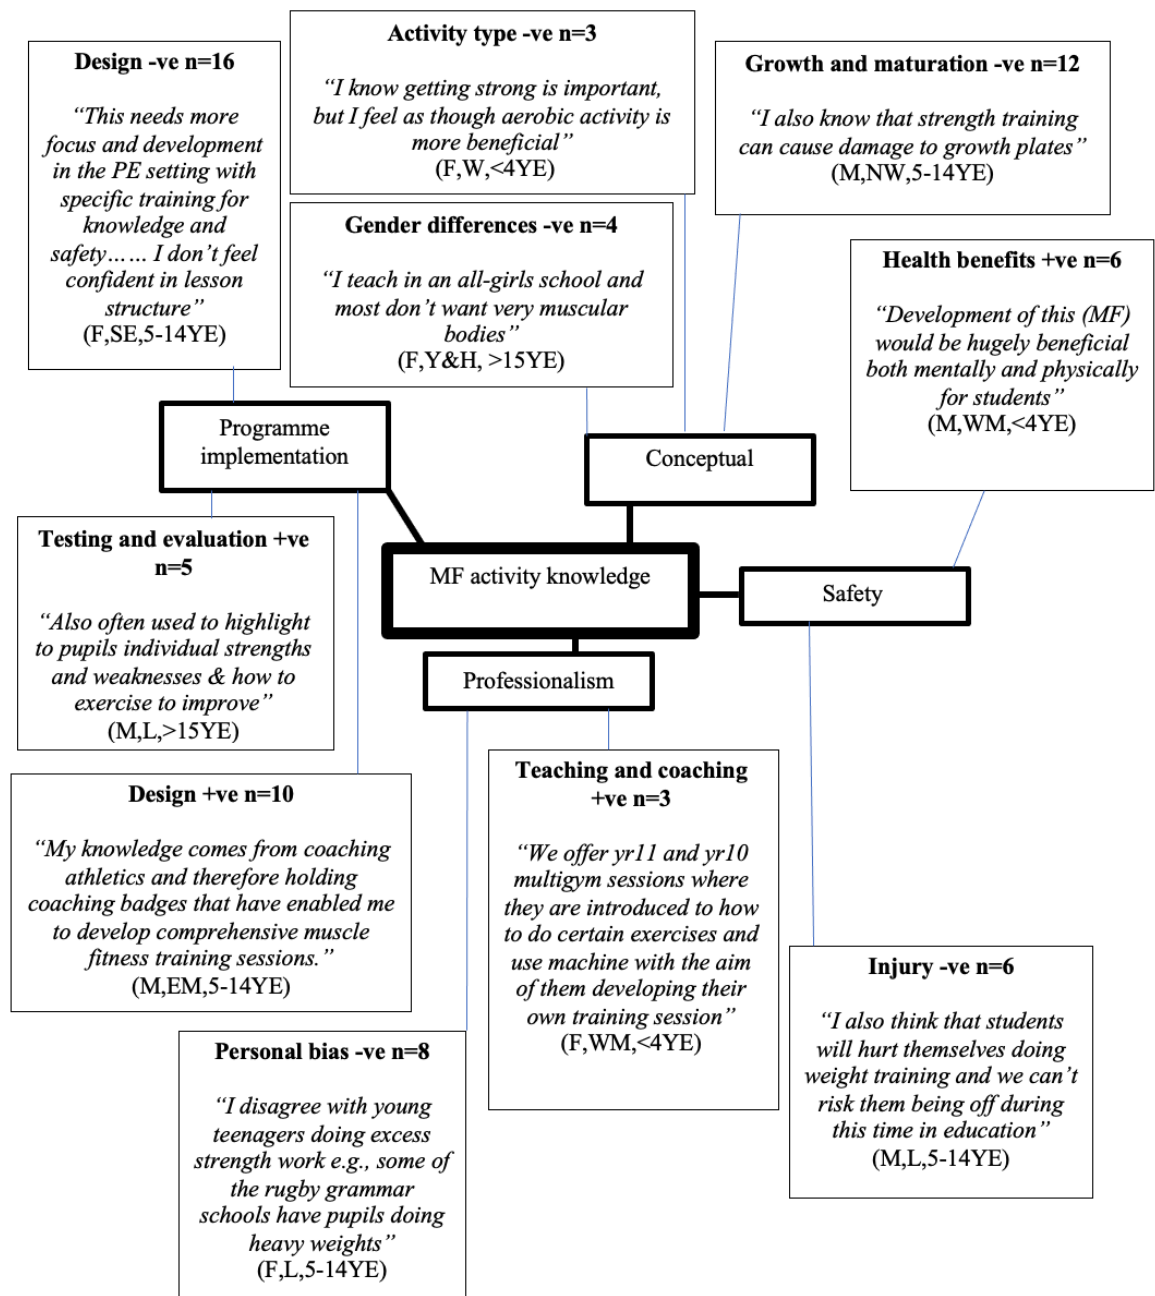 Design -ve n=16
“This needs more
focus and development
in the PE setting with
specific training for
knowledge and
safety…… I don’t feel
confident in lesson
structure”
(F,SE,5-14YE)
Activity type -ve n=3
“I know getting strong is important,
but I feel as though aerobic activity is
more beneficial”
(F,W,<4YE)
Growth and maturation -ve n=12
“I also know that strength training
can cause damage to growth plates”
(M,NW,5-14YE)
Gender differences -ve n=4
“I teach in an all-girls school and
most don’t want very muscular
bodies”
(F,Y&H, >15YE)
Health benefits +ve n=6
“Development of this (MF)
would be hugely beneficial
both mentally and physically
for students”
(M,WM,<4YE)
Programme
implementation
Conceptual
Testing and evaluation +ve
n=5
“Also often used to highlight
to pupils individual strengths
and weaknesses & how to
exercise to improve”
(M,L,>15YE)
MF activity knowledge
Safety
Professionalism
Design +ve n=10
“My knowledge comes from coaching
athletics and therefore holding
coaching badges that have enabled me
to develop comprehensive muscle
fitness training sessions.”
(M,EM,5-14YE)
Teaching and coaching
+ve n=3
“We offer yr11 and yr10
multigym sessions where
they are introduced to how
to do certain exercises and
use machine with the aim
of them developing their
own training session”
(F,WM,<4YE)
Injury -ve n=6
“I also think that students
will hurt themselves doing
weight training and we can’t
risk them being off during
this time in education”
(M,L,5-14YE)
Personal bias -ve n=8
“I disagree with young
teenagers doing excess
strength work e.g., some of
the rugby grammar
schools have pupils doing
heavy weights”
(F,L,5-14YE)